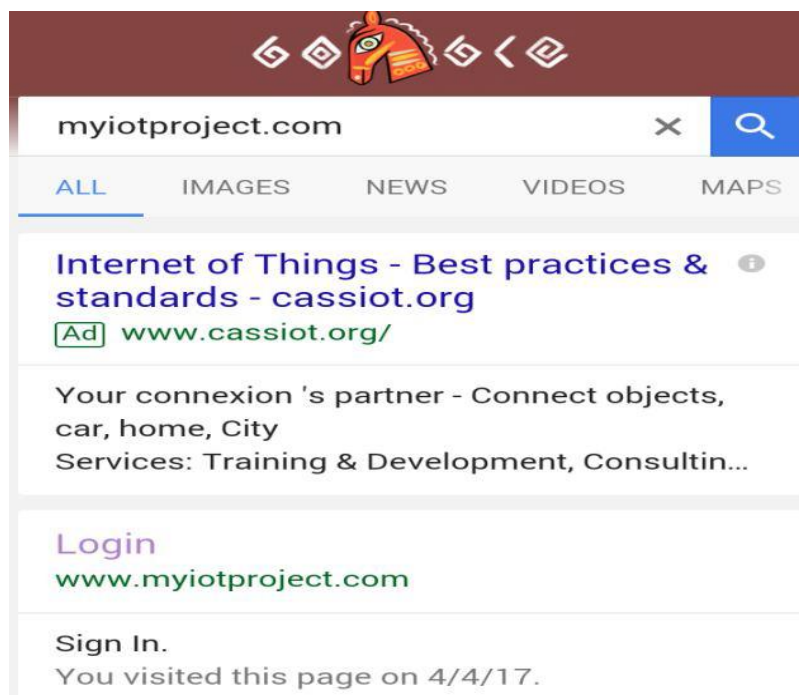 myiotproject.com
ALL IMAGES NEWS VIDEOS MAPS
Internet of Things - Best practices &
standards - cassiot.org
Ad www.cassiot.org/
Your connexion 's partner - Connect objects,
car, home, City
Services: Training & Development, Consultin...
Login
www.myiotproject.com
Sign In.
You visited this page on 4/4/17.